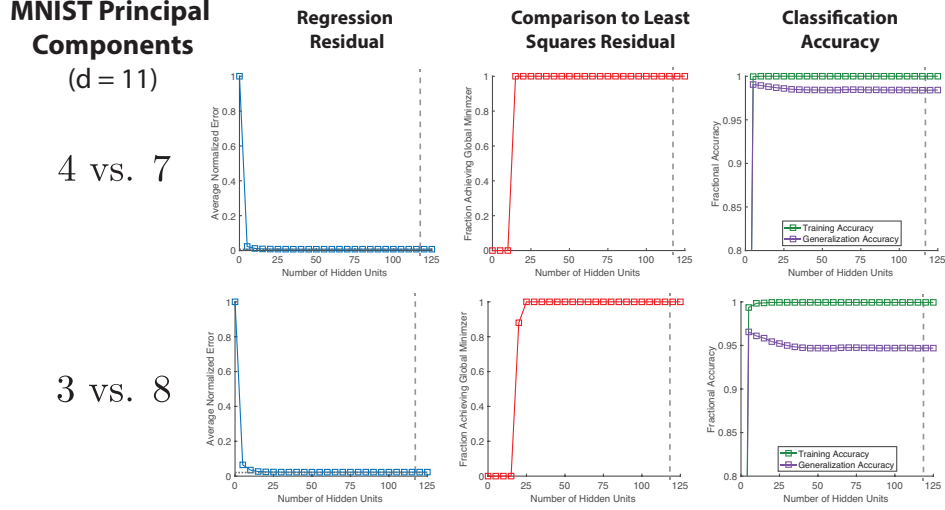 MNIST Principal
Components
(d = 11)
Regression
Residual
Comparison to Least
Squares Residual
Classification
Accuracy
4 vs. 7
Average Normalized Error
1
0.8
0.6
0.4
0.2
0
0 25 50 75 100 125
Number of Hidden Units
Fraction Achieving Global Minimzer
1
0.8
0.6
0.4
0.2
0
0 25 50 75 100 125
Number of Hidden Units
Fractional Accuracy
1
0.95
0.9
0.85
0.8
Training Accuracy
Generalization Accuracy
0 25 50 75 100 125
Number of Hidden Units
3 vs. 8
Average Normalized Error
1
0.8
0.6
0.4
0.2
0
0 25 50 75 100 125
Number of Hidden Units
Fraction Achieving Global Minimzer
1
0.8
0.6
0.4
0.2
0
0 25 50 75 100 125
Number of Hidden Units
Fractional Accuracy
1
0.95
0.9
0.85
0.8
Training Accuracy
Generalization Accuracy
0 25 50 75 100 125
Number of Hidden Units